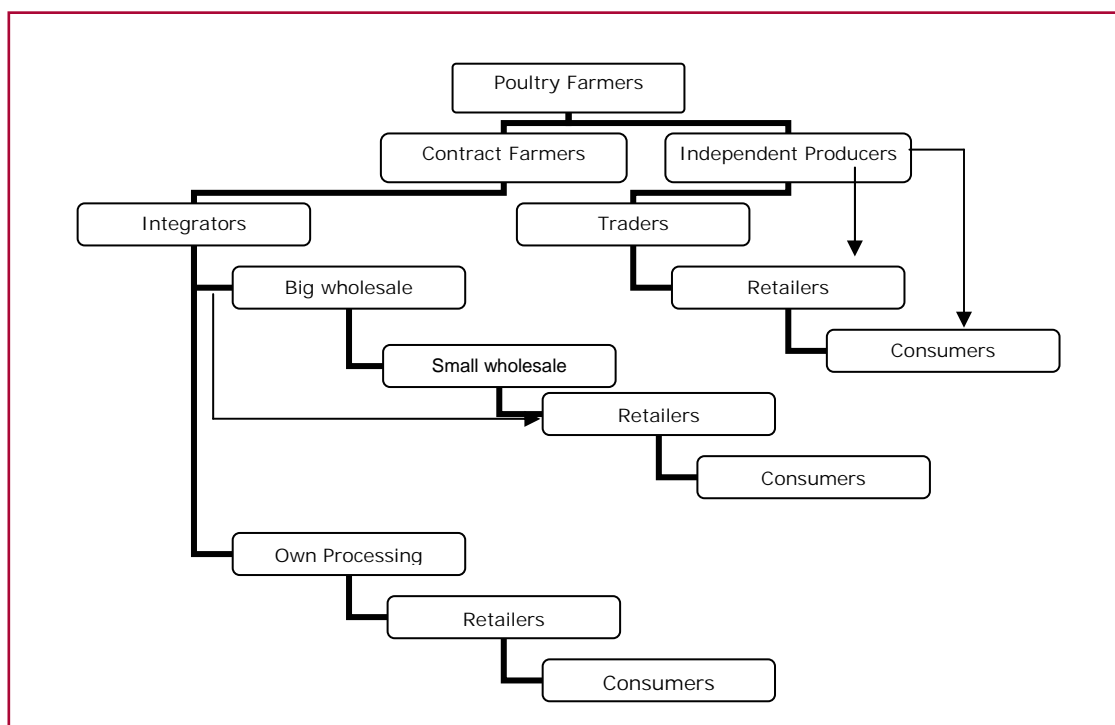 Poultry Farmers
Contract Farmers
Independent Producers
Integrators
Traders
Big wholesale
Retailers
Consumers
Small wholesale
Retailers
Consumers
Own Processing
Retailers
Consumers